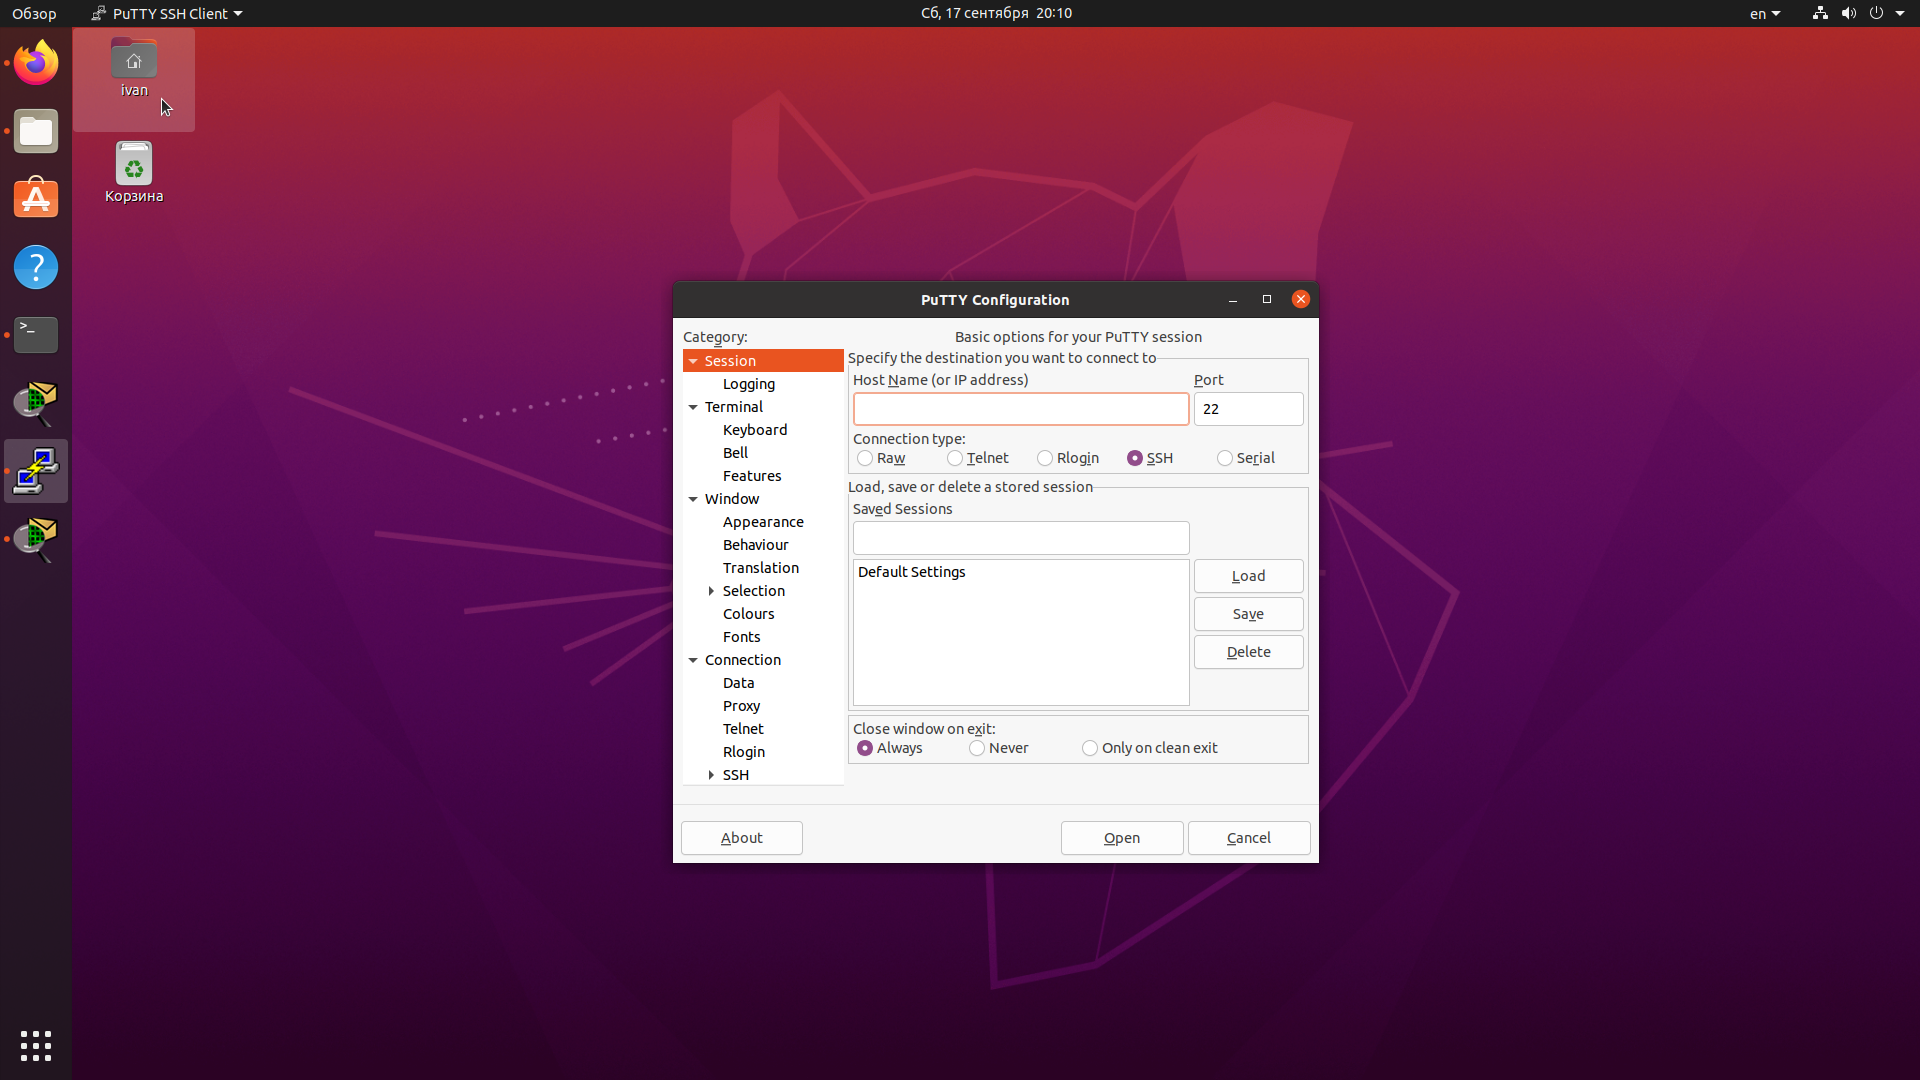 Обзор
PuTTY SSH Client
Сб, 17 сентября 20:10
en
ivan
Корзина
PuTTY Configuration
Category:
Session
Logging
Terminal
Keyboard
Bell
Features
Window
Appearance
Behaviour
Translation
Selection
Colours
Fonts
Connection
Data
Proxy
Telnet
Rlogin
SSH
Basic options for your PuTTY session
Specify the destination you want to connect to
Host Name (or IP address) Port
22
Connection type:
Raw Telnet Rlogin SSH Serial
Load, save or delete a stored session
Saved Sessions
Default Settings
Load
Save
Delete
Close window on exit:
Always Never Only on clean exit
About Open Cancel